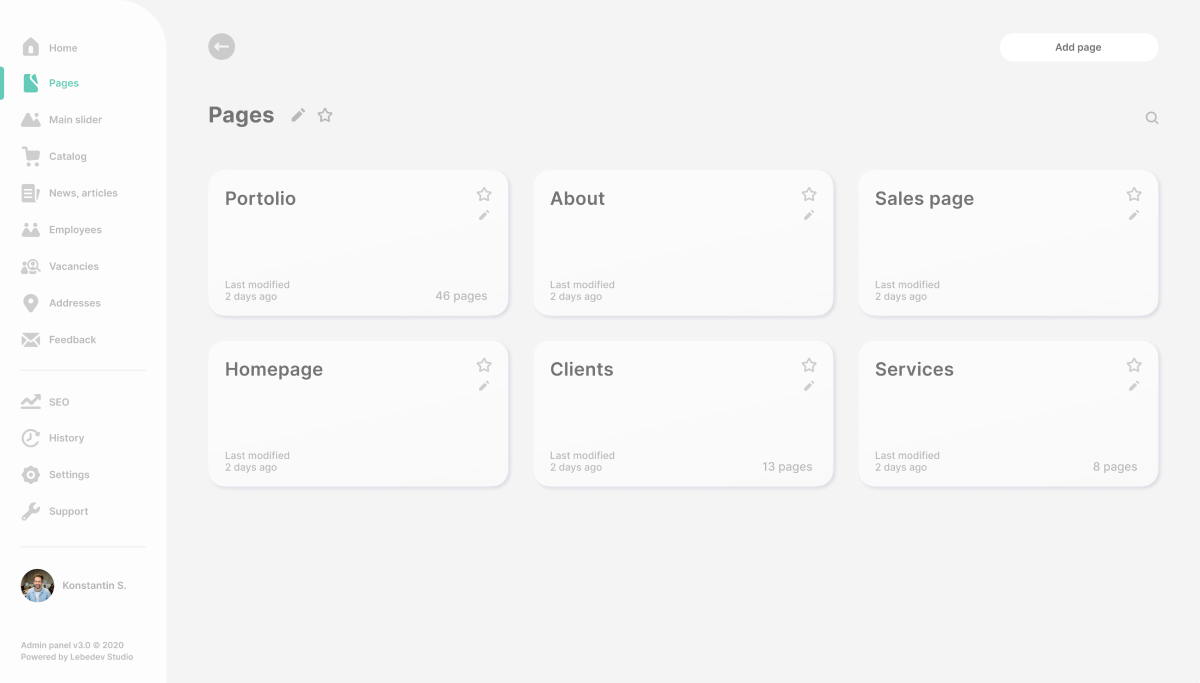 Home
Pages
Main slider
Catalog
News, articles
Employees
Vacancies
Addresses
Feedback
SEO
History
Settings
Support
Konstantin S.
Admin panel v3.0 © 2020
Powered by Lebedev Studio
Add page
Pages
Portolio
Last modified
2 days ago
46 pages
About
Last modified
2 days ago
Sales page
Last modified
2 days ago
Homepage
Last modified
2 days ago
Clients
Last modified
2 days ago
13 pages
Services
Last modified
2 days ago
8 pages